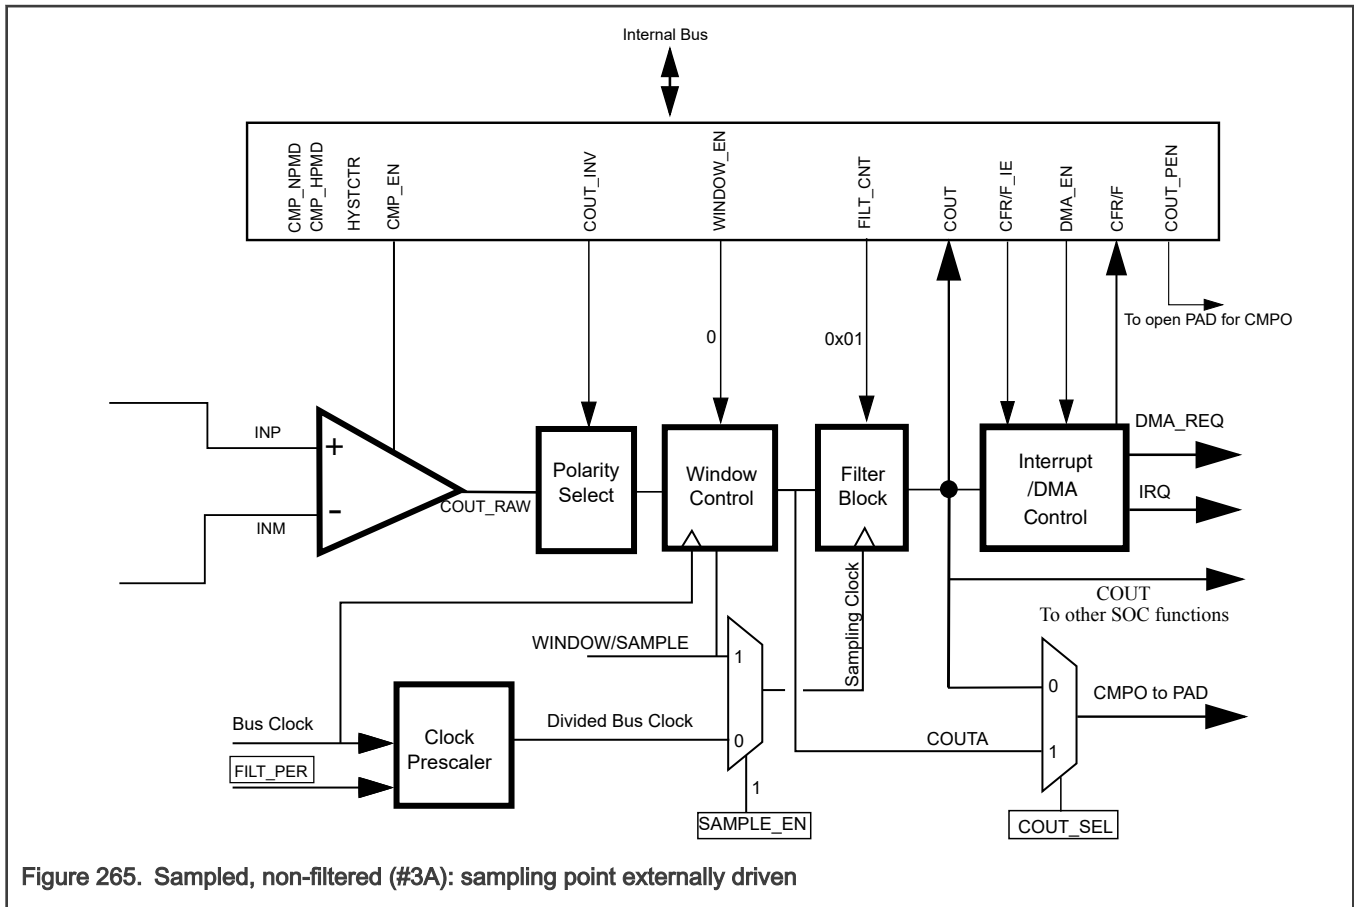 Internal Bus
CMP_NPMD
CMP_HPMD
HYSTCTR
CMP_EN
COUT_INV
WINDOW_EN
FILT_CNT
COUT
CFR/F_IE
DMA_EN
CFR/F
COUT_PEN
To open PAD for CMPO
0
0x01
INP
+
-
INM
COUT_RAW
Polarity
Select
Window
Control
Filter
Block
Interrupt
/DMA
Control
DMA_REQ
IRQ
COUT
To other SOC functions
WINDOW/SAMPLE
1
0
Sampling Clock
Bus Clock
FILT_PER
Clock
Prescaler
Divided Bus Clock
1
SAMPLE_EN
COUTA
0
1
CMPO to PAD
COUT_SEL
Figure 265. Sampled, non-filtered (#3A): sampling point externally driven